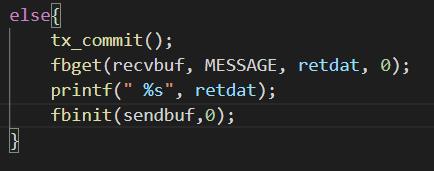 else{
    tx_commit();
    fbget(recvbuf, MESSAGE, retdat, 0);
    printf(" %s", retdat);
    fbinit(sendbuf,0);
}